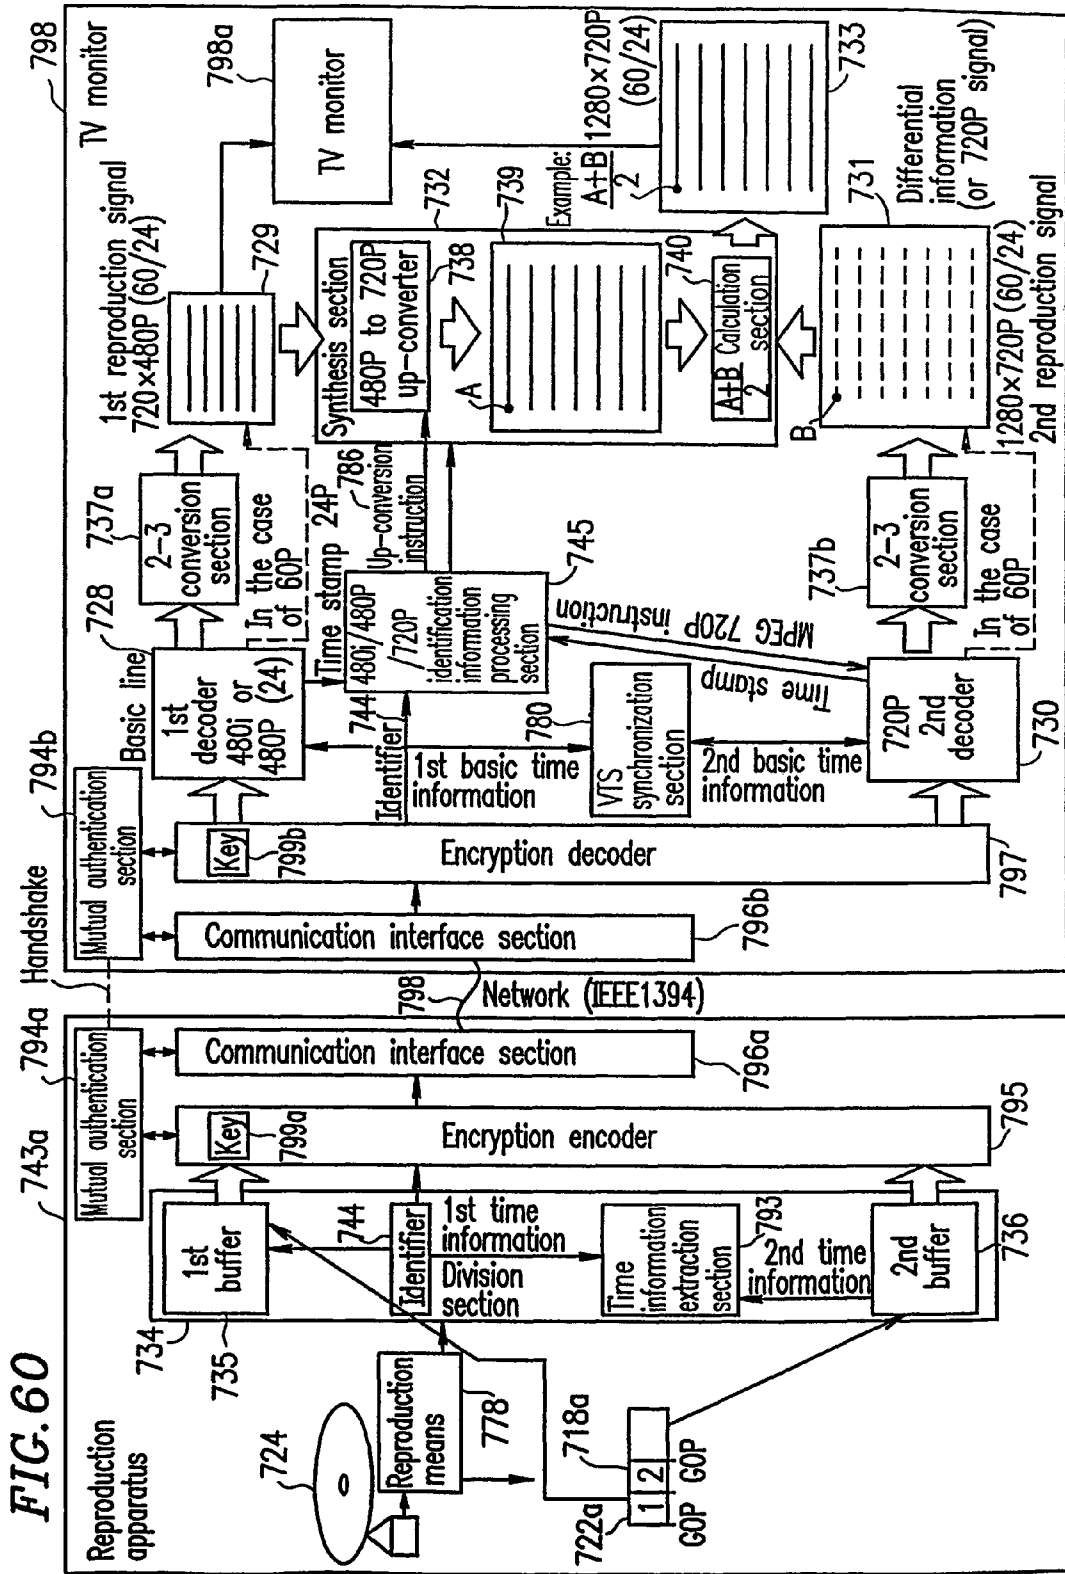 FIG.60
Reproduction
apparatus
743a
794a
Handshake
794b
798
Mutual authentication
section
Mutual authentication
section
TV monitor
724
Reproduction
means
778
722a
718a
1
2
GOP
GOP
734
735
1st
buffer
744
Identifier
Division
section
1st time
information
Time
information
extraction
section
793
2nd time
information
2nd
buffer
736
Key
799a
Encryption encoder
795
Communication interface section
796a
798
Network (IEEE1394)
Communication interface section
796b
Key
799b
Encryption decoder
797
Basic line
728
1st
decoder
480i or
480P (24)
Identifier
744
1st basic time
information
780
VTS
synchronization
section
2nd basic time
information
720P
2nd
decoder
730
Time stamp
24P
480i/480P
/720P
identification
information
processing
section
745
MPEG 720P instruction
Time stamp
786
Up-conversion
instruction
737a
2-3
conversion
section
In the case
of 60P
737b
2-3
conversion
section
In the case
of 60P
1st reproduction signal
720×480P (60/24)
729
Synthesis section
732
480P to 720P
up-converter
738
A
739
740
A+B
2
Calculation
section
B
731
1280×720P (60/24)
2nd reproduction signal
Differential
information
(or 720P signal)
798a
TV monitor
Example:
A+B
2
1280×720P
(60/24)
733